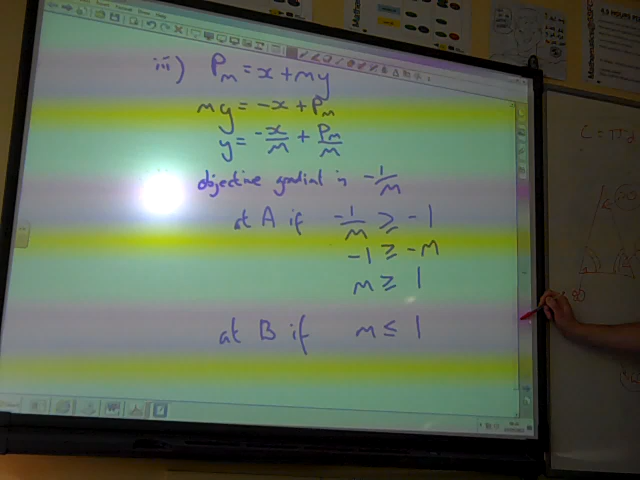 iii) Pm = x + my
my = -x + Pm
y = -x/m + Pm/m
objective gradient is -1/m
at A if -1/m ≥ -1
-1 ≥ -m
m ≥ 1
at B if m ≤ 1